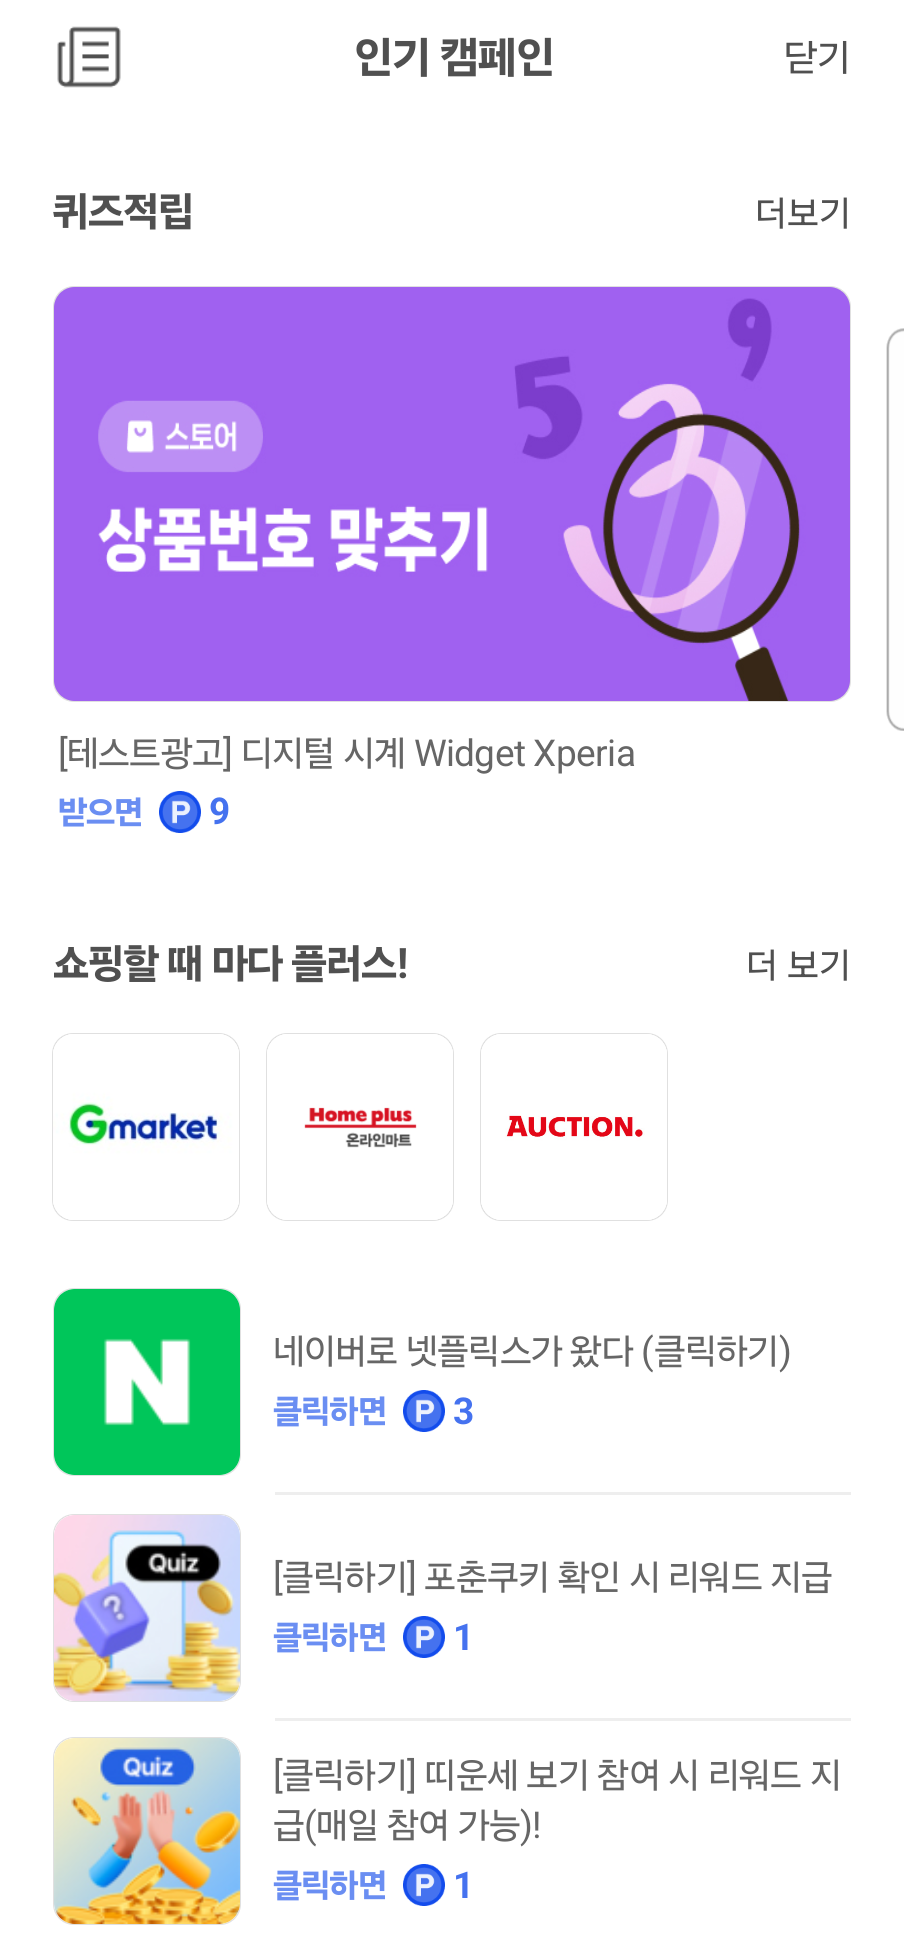 인기 캠페인
닫기
퀴즈적립
더보기
5
9
3
스토어
상품번호 맞추기
[테스트광고] 디지털 시계 Widget Xperia
받으면 P 9
쇼핑할 때 마다 플러스!
더 보기
Gmarket
Home plus
온라인마트
AUCTION.
N
네이버로 넷플릭스가 왔다 (클릭하기)
클릭하면 P 3
Quiz
?
[클릭하기] 포춘쿠키 확인 시 리워드 지급
클릭하면 P 1
Quiz
[클릭하기] 띠운세 보기 참여 시 리워드 지
급(매일 참여 가능)!
클릭하면 P 1